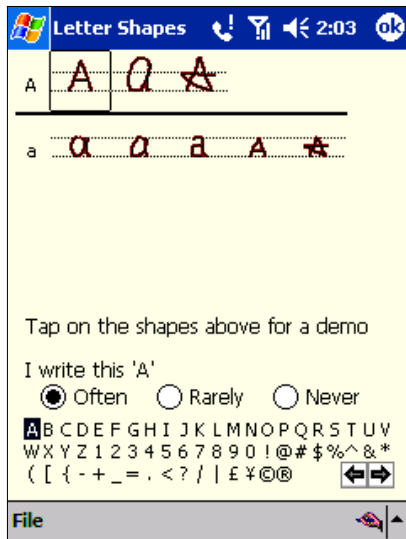 Letter Shapes 2:03 ok
A A a A
a a a a A A
Tap on the shapes above for a demo
I write this 'A'
Often Rarely Never
A B C D E F G H I J K L M N O P Q R S T U V
W X Y Z 1 2 3 4 5 6 7 8 9 0 ! @ # $ % ^ & *
( [ { - + _ = . < ? / | £ ¥ © ®
File